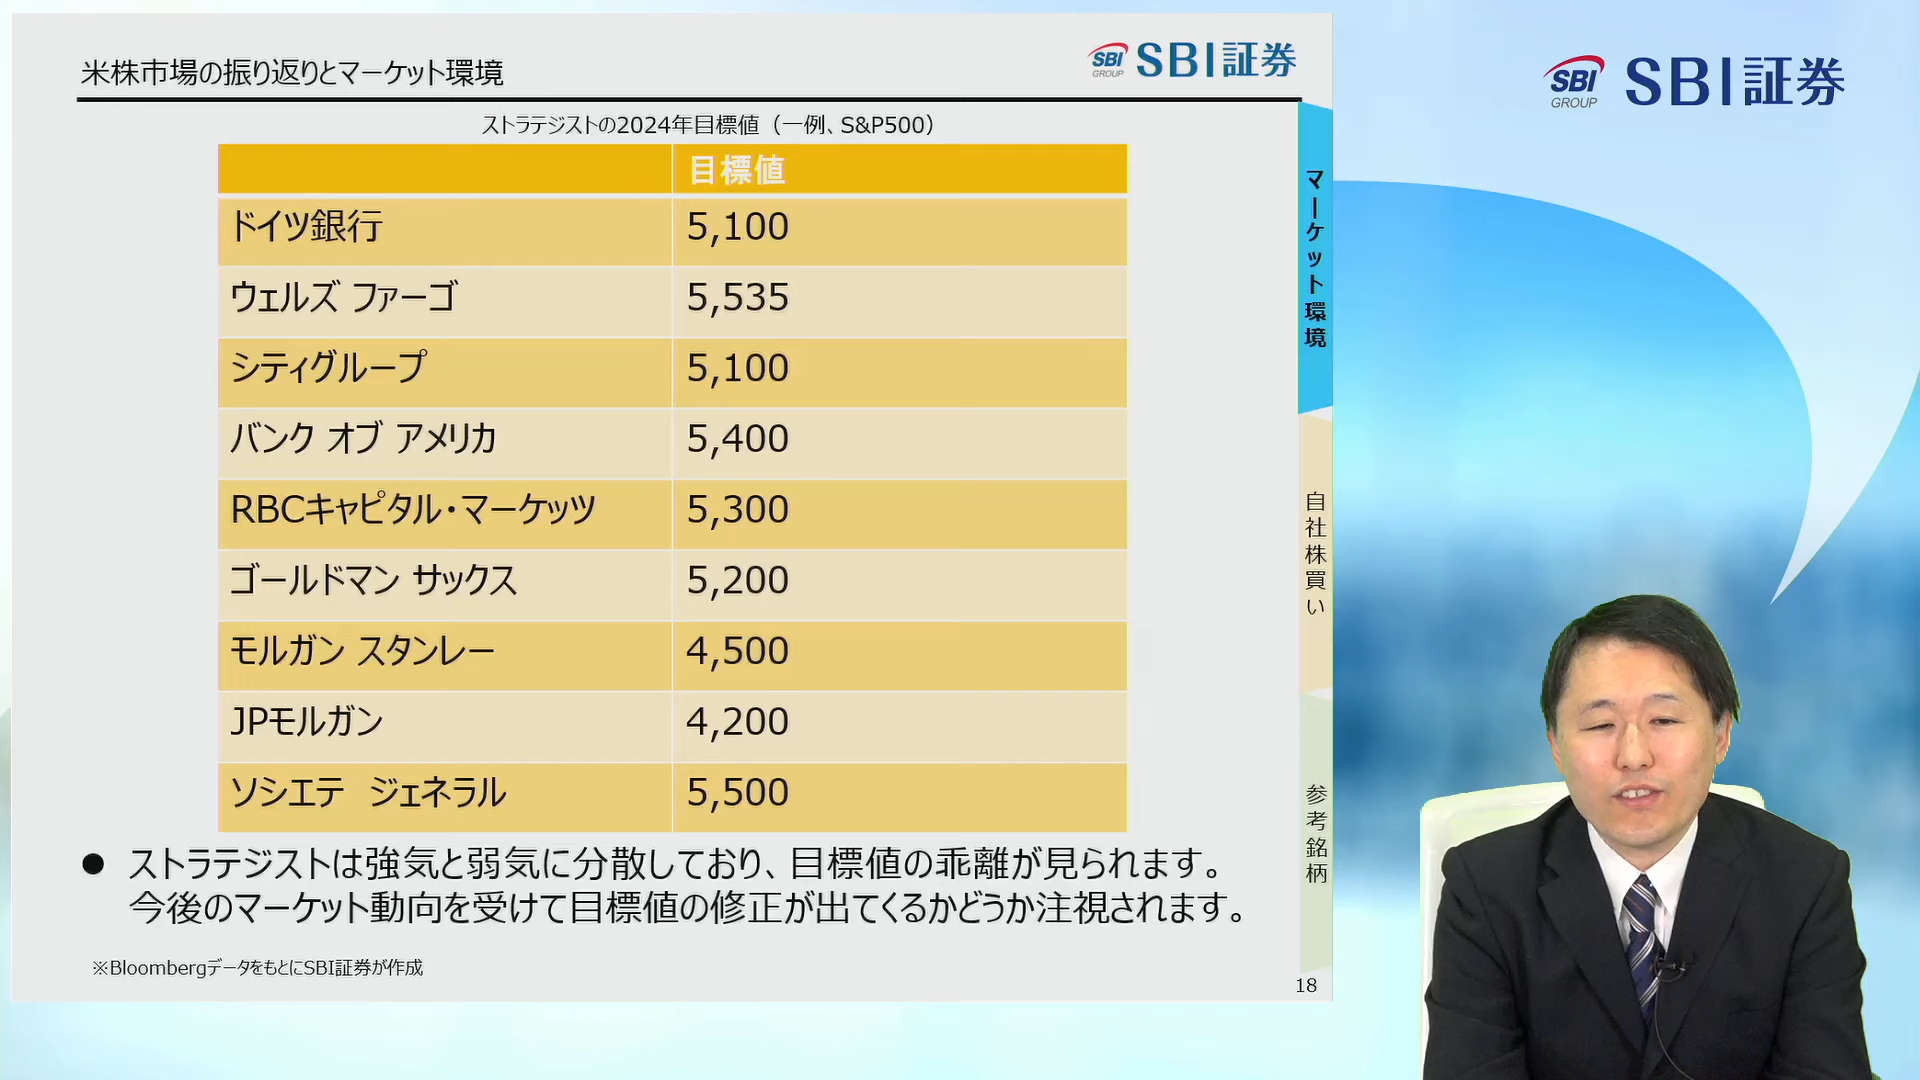 米株市場の振り返りとマーケット環境
SBI GROUP SBI証券
SBI GROUP SBI証券
ストラテジストの2024年目標値（一例、S&P500）
目標値
ドイツ銀行 5,100
ウェルズ ファーゴ 5,535
シティグループ 5,100
バンク オブ アメリカ 5,400
RBCキャピタル・マーケッツ 5,300
ゴールドマン サックス 5,200
モルガン スタンレー 4,500
JPモルガン 4,200
ソシエテ　ジェネラル 5,500
● ストラテジストは強気と弱気に分散しており、目標値の乖離が見られます。
今後のマーケット動向を受けて目標値の修正が出てくるかどうか注視されます。
※BloombergデータをもとにSBI証券が作成
18
マーケット環境
自社株買い
参考銘柄